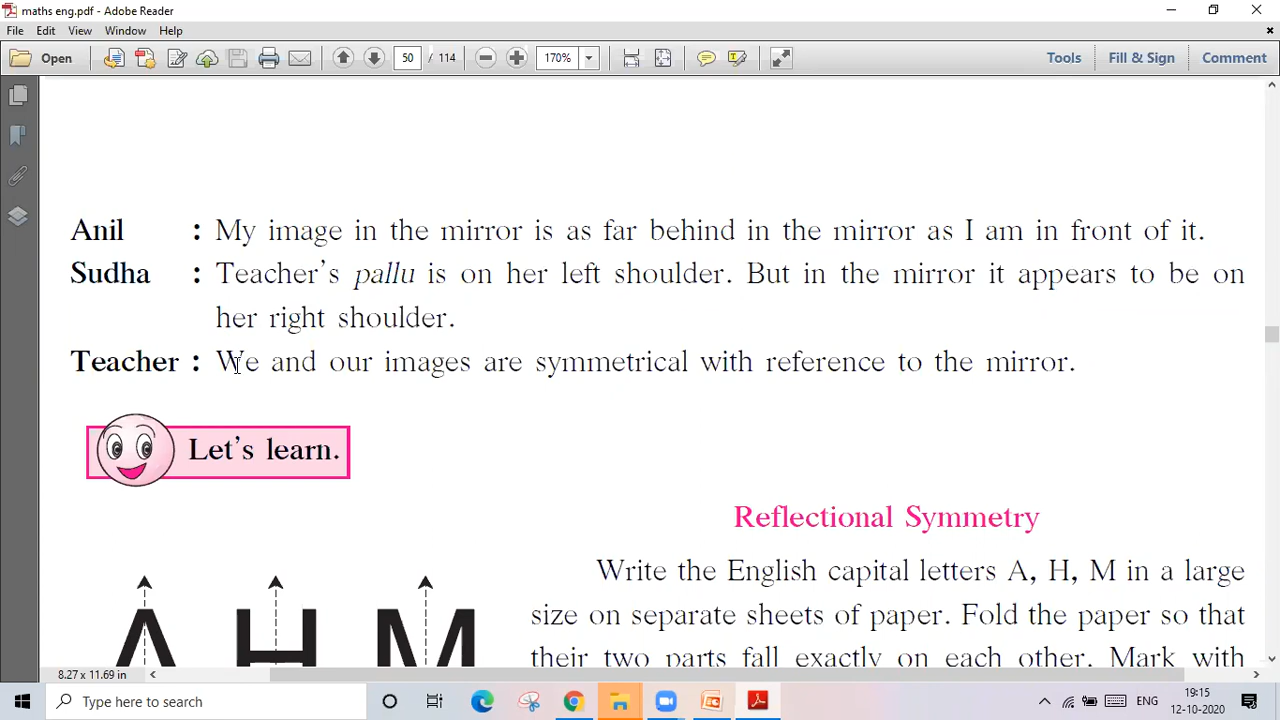 maths eng.pdf - Adobe Reader
File Edit View Window Help
Open 50 / 114 170% Tools Fill & Sign Comment
Anil : My image in the mirror is as far behind in the mirror as I am in front of it.
Sudha : Teacher's pallu is on her left shoulder. But in the mirror it appears to be on
her right shoulder.
Teacher : We and our images are symmetrical with reference to the mirror.
Let's learn.
Reflectional Symmetry
Write the English capital letters A, H, M in a large
size on separate sheets of paper. Fold the paper so that
their two parts fall exactly on each other. Mark with
A H M
8.27 x 11.69 in
Type here to search
ENG
19:15
12-10-2020